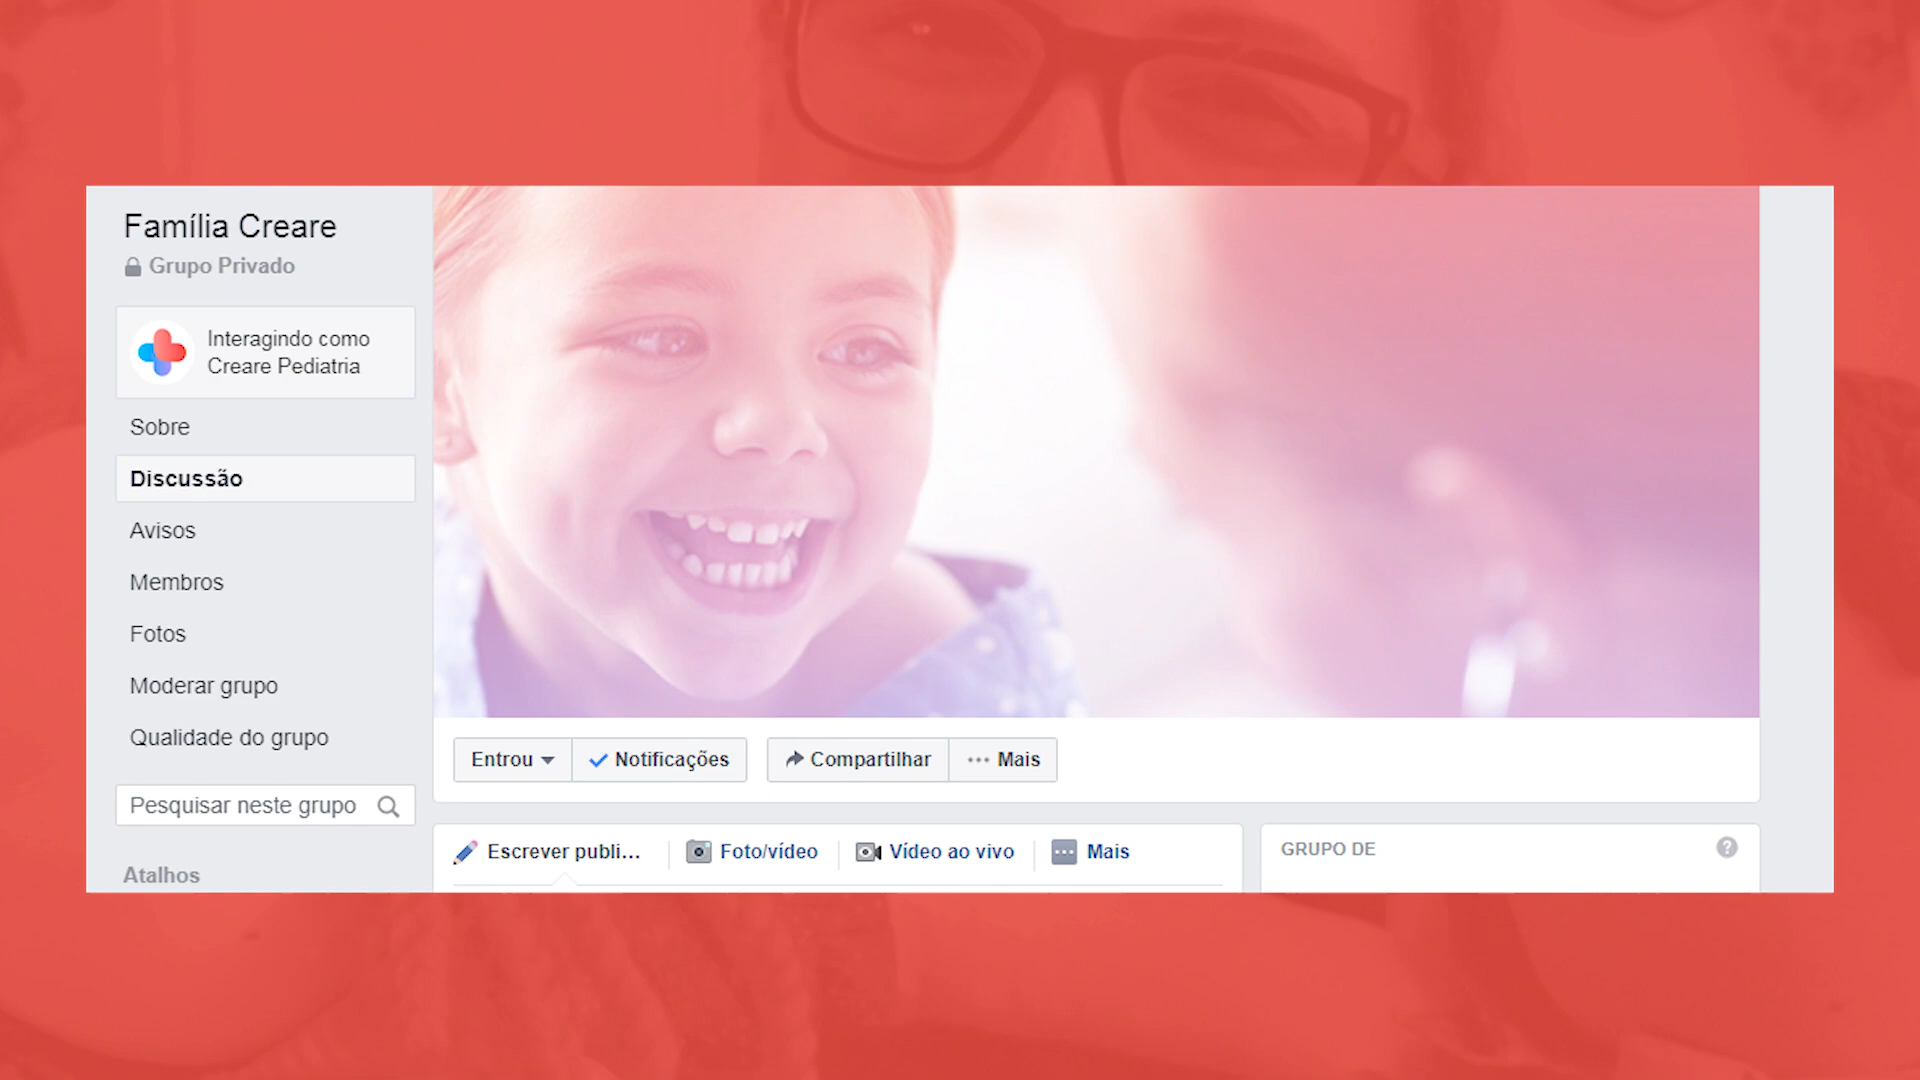 Família Creare
Grupo Privado
Interagindo como
Creare Pediatria
Sobre
Discussão
Avisos
Membros
Fotos
Moderar grupo
Qualidade do grupo
Pesquisar neste grupo
Atalhos
Entrou
Notificações
Compartilhar
Mais
Escrever publi...
Foto/vídeo
Vídeo ao vivo
Mais
GRUPO DE